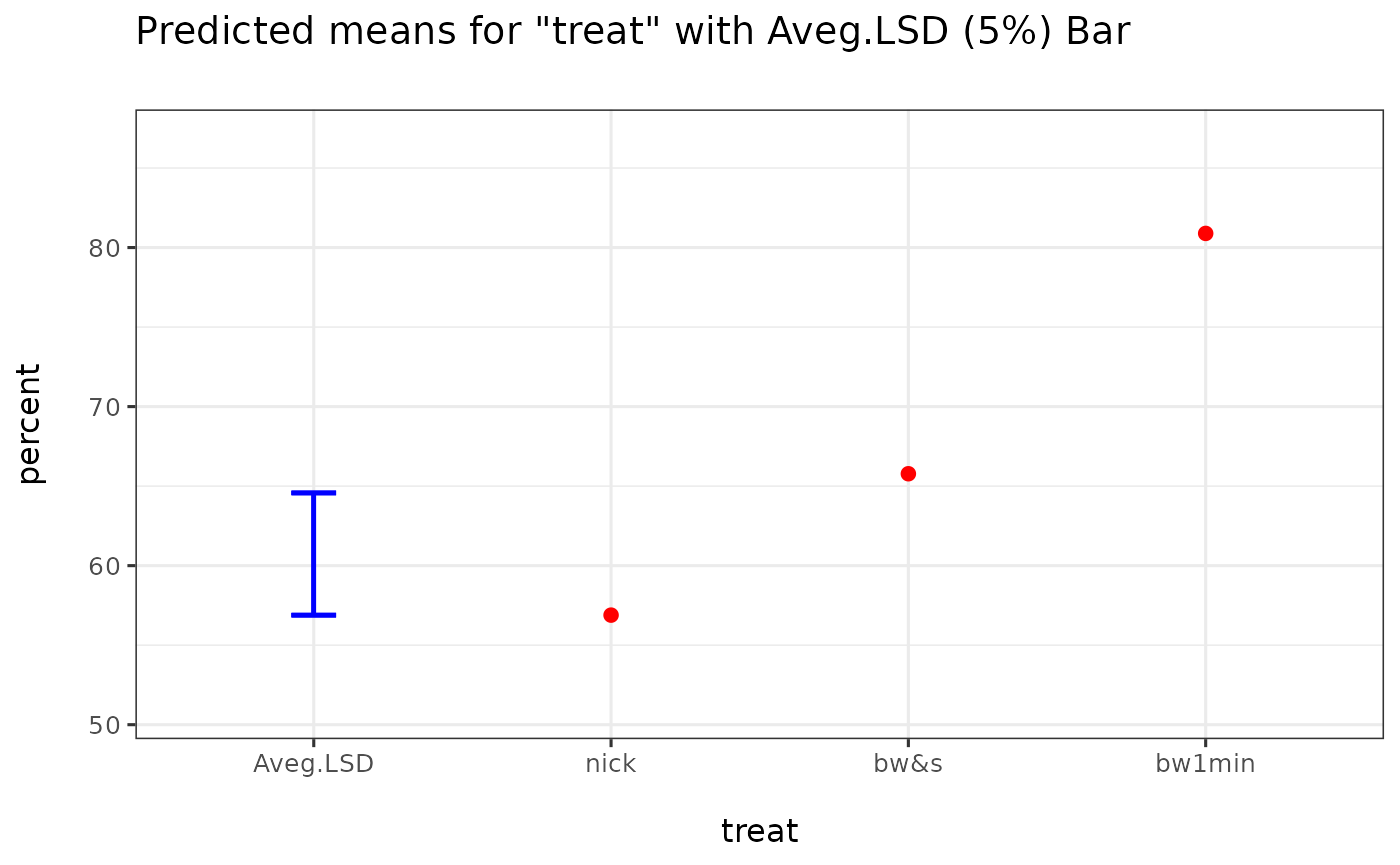 Predicted means for "treat" with Aveg.LSD (5%) Bar
percent
80
70
60
50
Aveg.LSD nick bw&s bw1min
treat